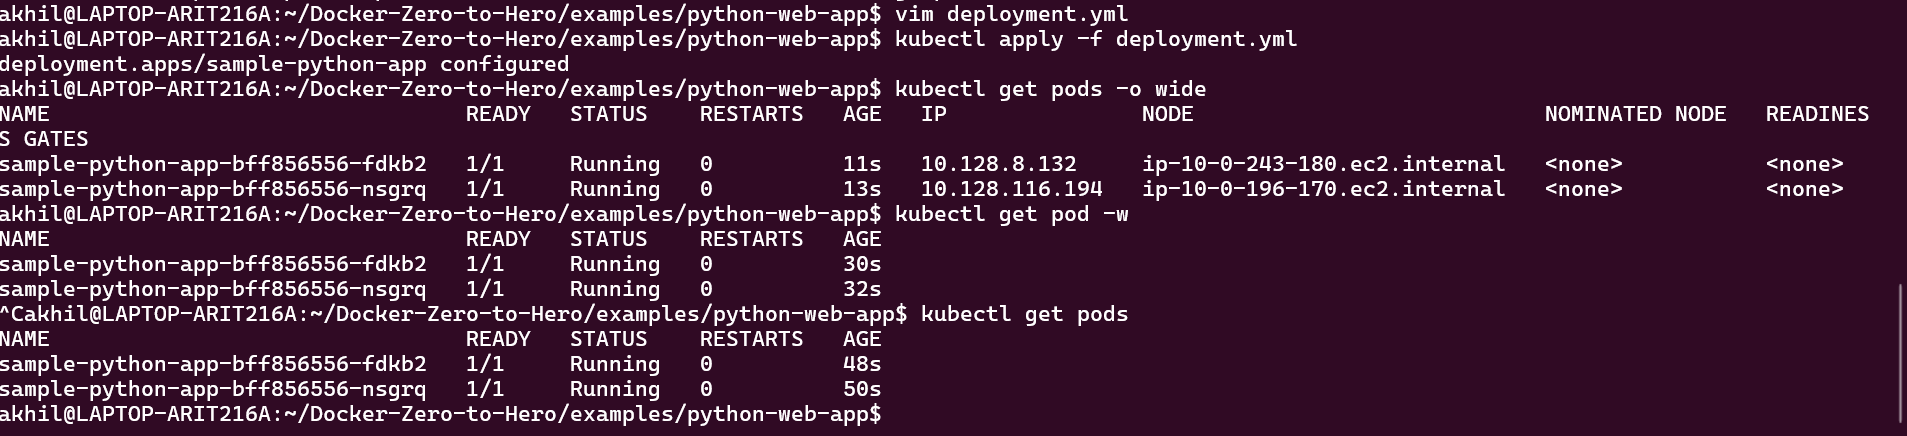 akhil@LAPTOP-ARIT216A:~/Docker-Zero-to-Hero/examples/python-web-app$ vim deployment.yml
akhil@LAPTOP-ARIT216A:~/Docker-Zero-to-Hero/examples/python-web-app$ kubectl apply -f deployment.yml
deployment.apps/sample-python-app configured
akhil@LAPTOP-ARIT216A:~/Docker-Zero-to-Hero/examples/python-web-app$ kubectl get pods -o wide
NAME READY STATUS RESTARTS AGE IP NODE NOMINATED NODE READINES
S GATES
sample-python-app-bff856556-fdkb2 1/1 Running 0 11s 10.128.8.132 ip-10-0-243-180.ec2.internal <none> <none>
sample-python-app-bff856556-nsgrq 1/1 Running 0 13s 10.128.116.194 ip-10-0-196-170.ec2.internal <none> <none>
akhil@LAPTOP-ARIT216A:~/Docker-Zero-to-Hero/examples/python-web-app$ kubectl get pod -w
NAME READY STATUS RESTARTS AGE
sample-python-app-bff856556-fdkb2 1/1 Running 0 30s
sample-python-app-bff856556-nsgrq 1/1 Running 0 32s
^Cakhil@LAPTOP-ARIT216A:~/Docker-Zero-to-Hero/examples/python-web-app$ kubectl get pods
NAME READY STATUS RESTARTS AGE
sample-python-app-bff856556-fdkb2 1/1 Running 0 48s
sample-python-app-bff856556-nsgrq 1/1 Running 0 50s
akhil@LAPTOP-ARIT216A:~/Docker-Zero-to-Hero/examples/python-web-app$